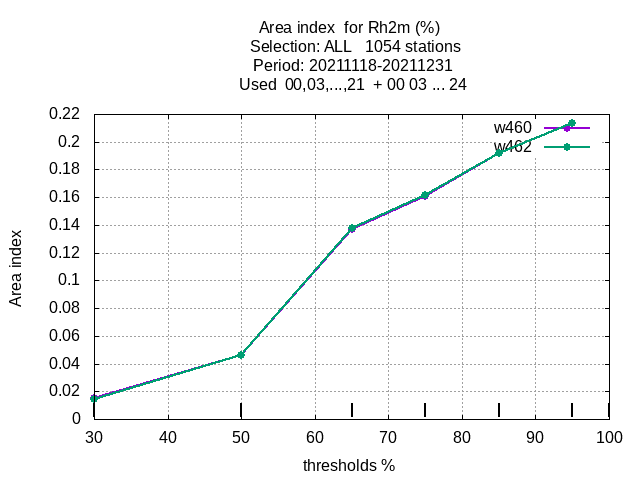 Area index  for Rh2m (%)
Selection: ALL   1054 stations
Period: 20211118-20211231
Used  00,03,...,21  + 00 03 ... 24
0.22
w460
w462
0.2
0.18
0.16
0.14
0.12
0.1
0.08
0.06
0.04
0.02
0
Area index
30 40 50 60 70 80 90 100
thresholds %